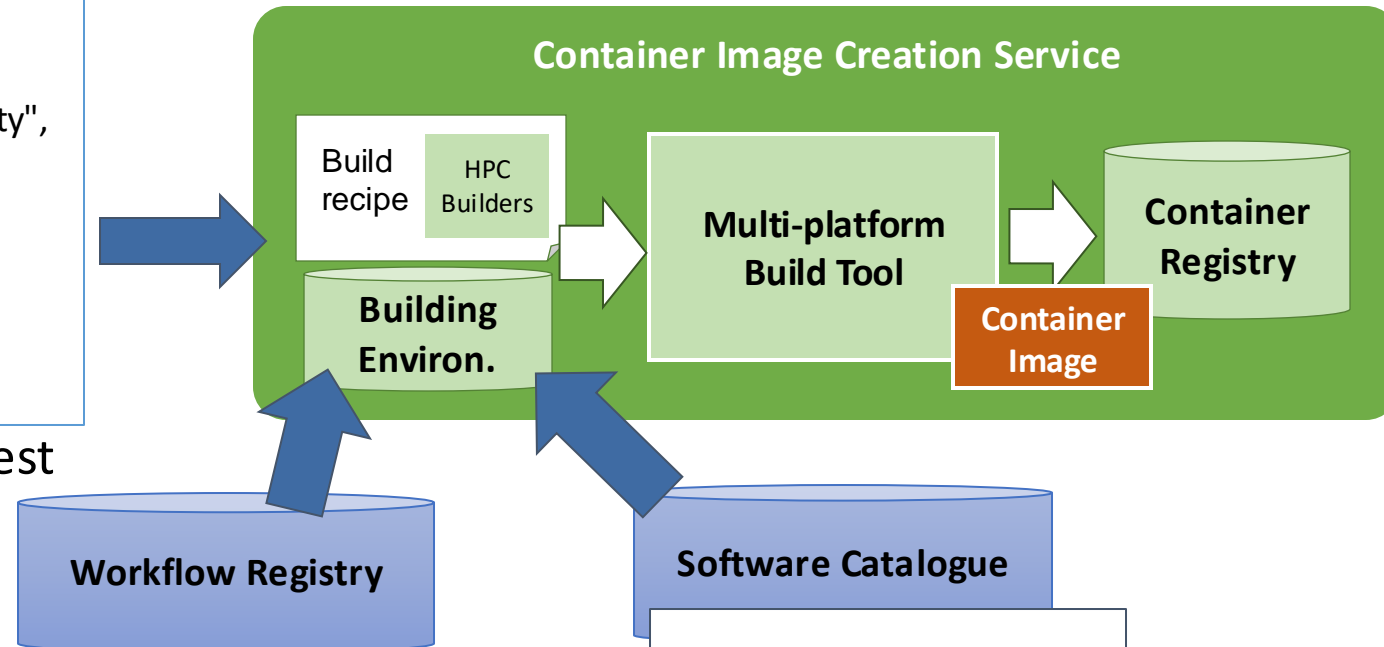 Container Image Creation Service
ty",
Build
recipe
HPC
Builders
Multi-platform
Build Tool
Container
Registry
Building
Environ.
Container
Image
est
Workflow Registry
Software Catalogue